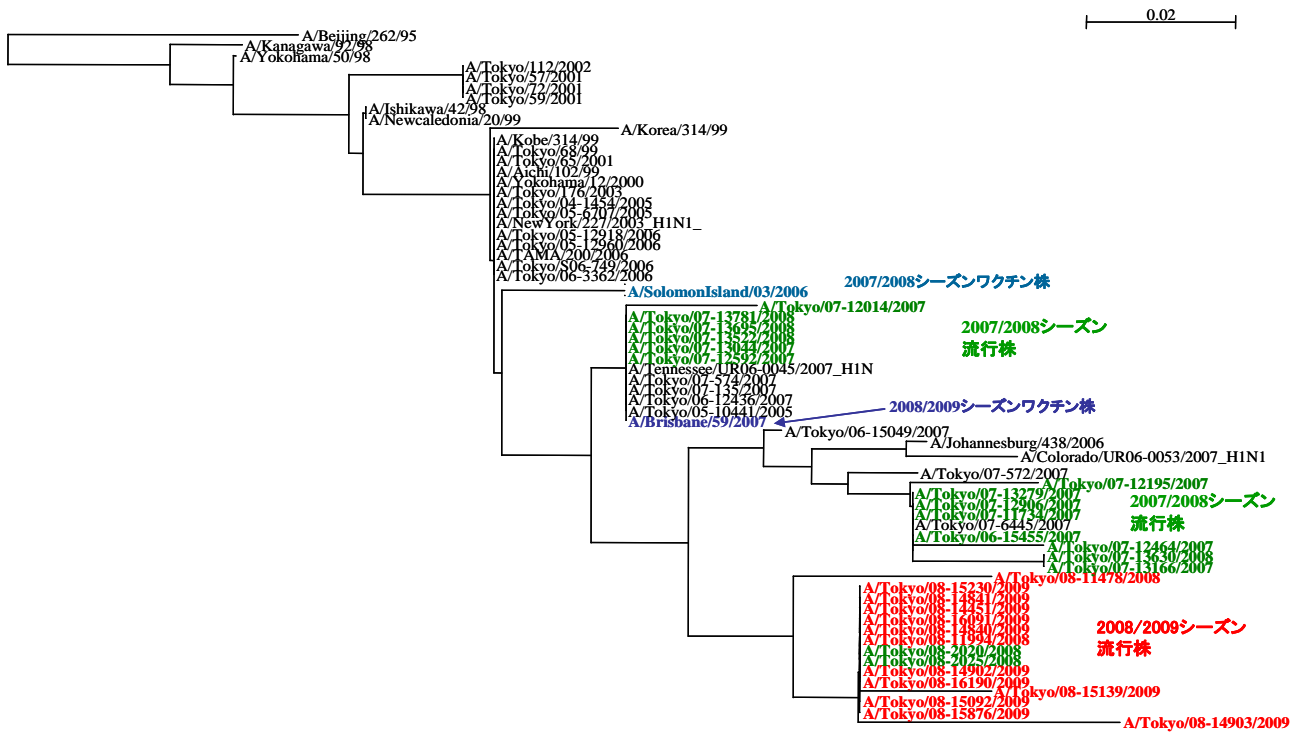 0.02
A/Beijing/262/95
A/Kanagawa/92/98
A/Yokohama/50/98
A/Tokyo/112/2002
A/Tokyo/57/2001
A/Tokyo/72/2001
A/Tokyo/59/2001
A/Ishikawa/42/98
A/Newcaledonia/20/99
A/Korea/314/99
A/Kobe/314/99
A/Tokyo/68/99
A/Tokyo/65/2001
A/Aichi/102/99
A/Yokohama/12/2000
A/Tokyo/176/2003
A/Tokyo/04-1454/2005
A/Tokyo/05-6707/2005
A/NewYork/227/2003_H1N1_
A/Tokyo/05-12918/2006
A/Tokyo/05-12960/2006
A/TAMA/200/2006
A/Tokyo/S06-749/2006
A/Tokyo/06-3362/2006
2007/2008シーズンワクチン株
A/SolomonIsland/03/2006
A/Tokyo/07-12014/2007
A/Tokyo/07-13781/2008
A/Tokyo/07-13695/2008
A/Tokyo/07-13522/2008
A/Tokyo/07-13044/2007
A/Tokyo/07-12592/2007
2007/2008シーズン
流行株
A/Tennessee/UR06-0045/2007_H1N
A/Tokyo/07-574/2007
A/Tokyo/07-135/2007
A/Tokyo/06-12436/2007
A/Tokyo/05-10441/2005
A/Brisbane/59/2007
2008/2009シーズンワクチン株
A/Tokyo/06-15049/2007
A/Johannesburg/438/2006
A/Colorado/UR06-0053/2007_H1N1
A/Tokyo/07-572/2007
A/Tokyo/07-12195/2007
A/Tokyo/07-13279/2007
A/Tokyo/07-12906/2007
A/Tokyo/07-11734/2007
A/Tokyo/07-6445/2007
A/Tokyo/06-15455/2007
2007/2008シーズン
流行株
A/Tokyo/07-12464/2007
A/Tokyo/07-13630/2008
A/Tokyo/07-13166/2007
A/Tokyo/08-11478/2008
A/Tokyo/08-15230/2009
A/Tokyo/08-14841/2009
A/Tokyo/08-14451/2009
A/Tokyo/08-16091/2009
A/Tokyo/08-14840/2009
A/Tokyo/08-11994/2008
A/Tokyo/08-2020/2008
A/Tokyo/08-2025/2008
A/Tokyo/08-14902/2009
A/Tokyo/08-16190/2009
2008/2009シーズン
流行株
A/Tokyo/08-15139/2009
A/Tokyo/08-15092/2009
A/Tokyo/08-15876/2009
A/Tokyo/08-14903/2009